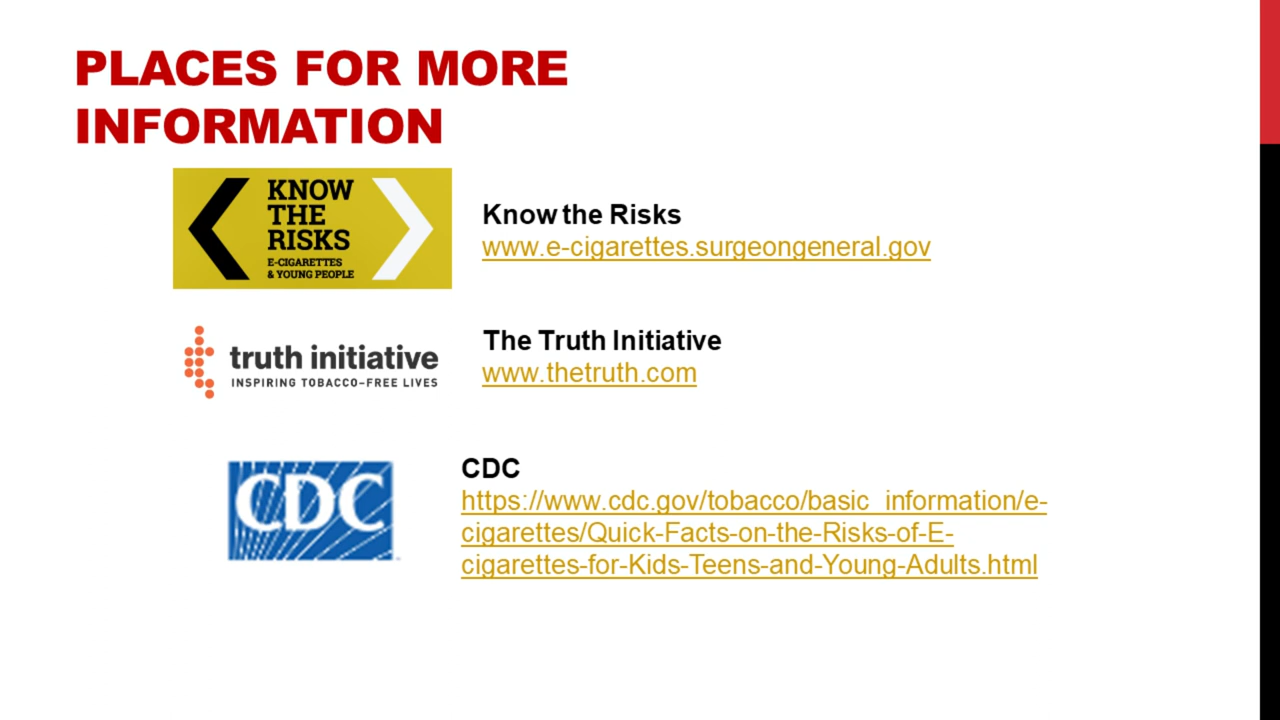 PLACES FOR MORE
INFORMATION
KNOW
THE
RISKS
E-CIGARETTES
& YOUNG PEOPLE
Know the Risks
www.e-cigarettes.surgeongeneral.gov
truth initiative
INSPIRING TOBACCO-FREE LIVES
The Truth Initiative
www.thetruth.com
CDC
CDC
https://www.cdc.gov/tobacco/basic_information/e-
cigarettes/Quick-Facts-on-the-Risks-of-E-
cigarettes-for-Kids-Teens-and-Young-Adults.html